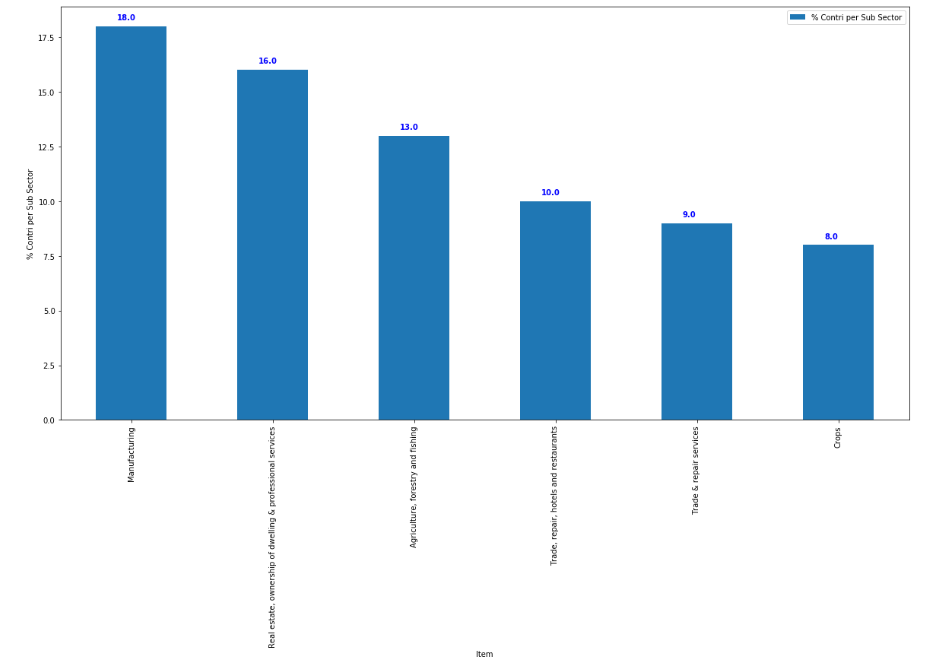 % Contri per Sub Sector
18.0
16.0
13.0
10.0
9.0
8.0
17.5
15.0
12.5
10.0
7.5
5.0
2.5
0.0
% Contri per Sub Sector
Manufacturing
Real estate, ownership of dwelling & professional services
Agriculture, forestry and fishing
Trade, repair, hotels and restaurants
Trade & repair services
Crops
Item